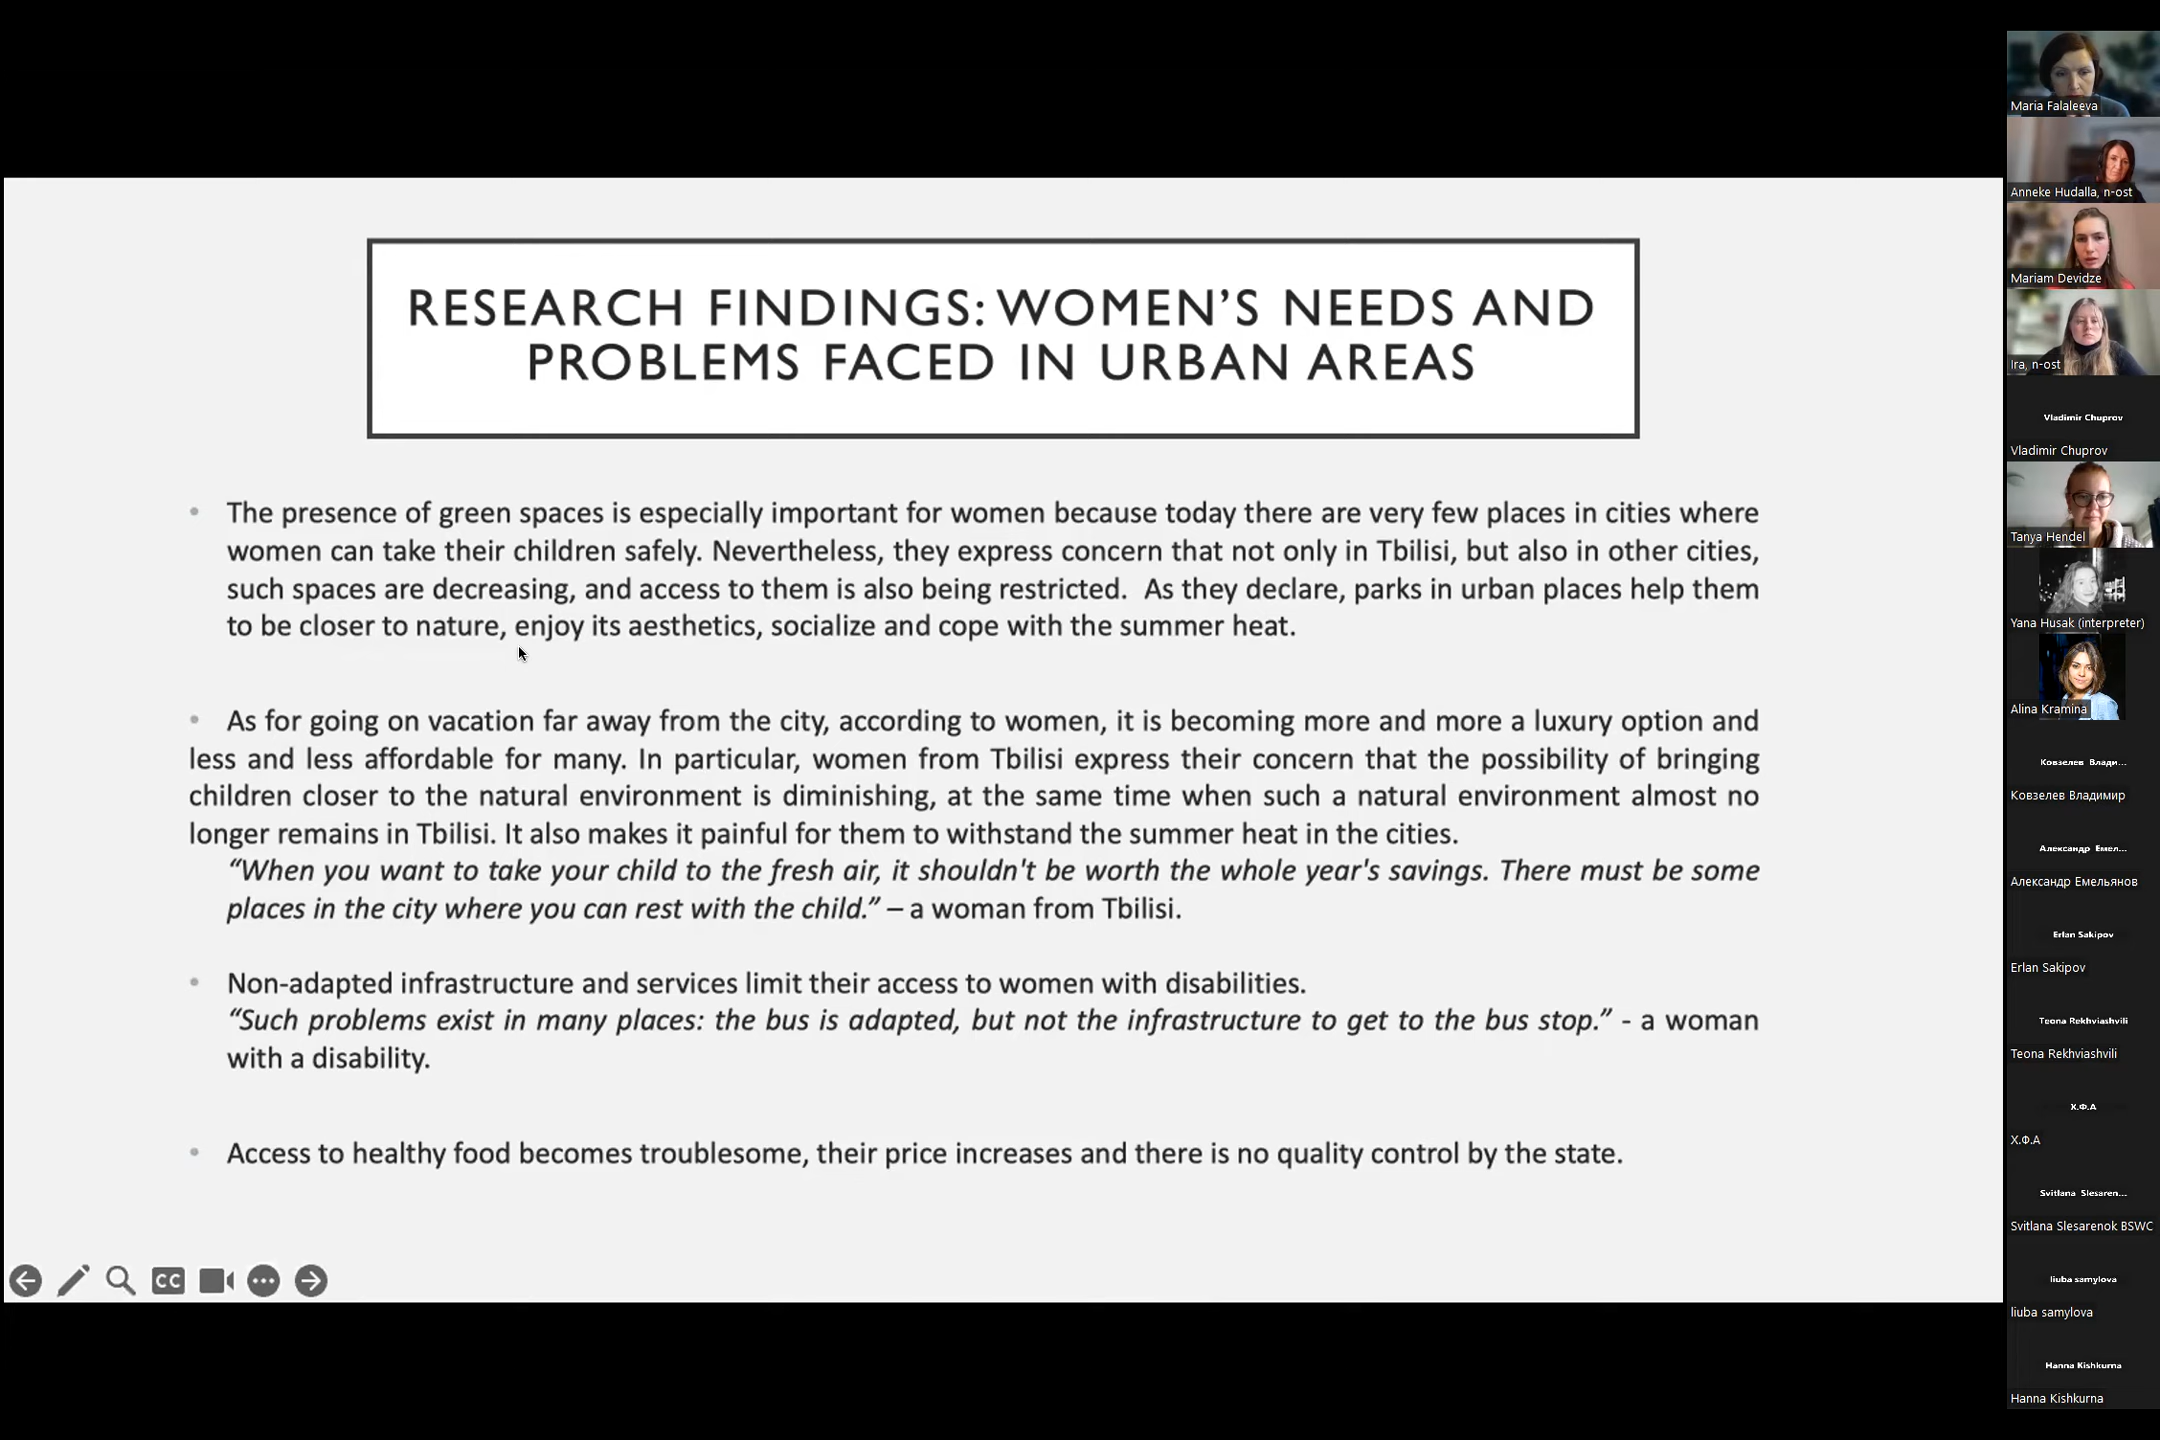 RESEARCH FINDINGS: WOMEN’S NEEDS AND
PROBLEMS FACED IN URBAN AREAS
• The presence of green spaces is especially important for women because today there are very few places in cities where
women can take their children safely. Nevertheless, they express concern that not only in Tbilisi, but also in other cities,
such spaces are decreasing, and access to them is also being restricted. As they declare, parks in urban places help them
to be closer to nature, enjoy its aesthetics, socialize and cope with the summer heat.
• As for going on vacation far away from the city, according to women, it is becoming more and more a luxury option and
less and less affordable for many. In particular, women from Tbilisi express their concern that the possibility of bringing
children closer to the natural environment is diminishing, at the same time when such a natural environment almost no
longer remains in Tbilisi. It also makes it painful for them to withstand the summer heat in the cities.
“When you want to take your child to the fresh air, it shouldn't be worth the whole year's savings. There must be some
places in the city where you can rest with the child.” – a woman from Tbilisi.
• Non-adapted infrastructure and services limit their access to women with disabilities.
“Such problems exist in many places: the bus is adapted, but not the infrastructure to get to the bus stop.” - a woman
with a disability.
• Access to healthy food becomes troublesome, their price increases and there is no quality control by the state.
CC
Maria Falaleeva
Anneke Hudalla, n-ost
Mariam Devidze
Ira, n-ost
Vladimir Chuprov
Vladimir Chuprov
Tanya Hendel
Yana Husak (interpreter)
Alina Kramina
Ковзелев Влади...
Ковзелев Владимир
Александр Емел...
Александр Емельянов
Erlan Sakipov
Erlan Sakipov
Teona Rekhviashvili
Teona Rekhviashvili
Х.Ф.А
Х.Ф.А
Svitlana Slesaren...
Svitlana Slesarenok BSWC
liuba samylova
liuba samylova
Hanna Kishkurna
Hanna Kishkurna